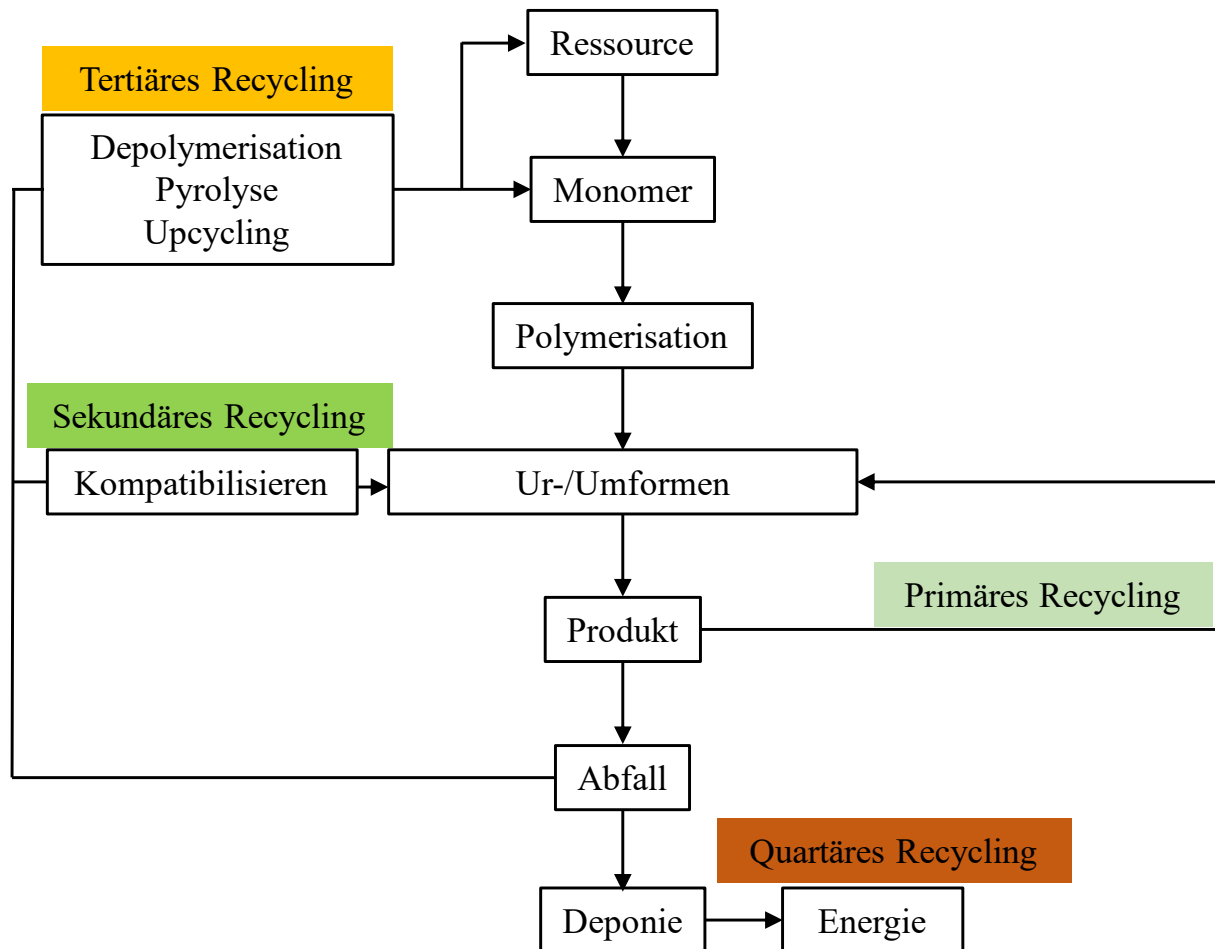 Ressource
Tertiäres Recycling
Depolymerisation
Pyrolyse
Upcycling
Monomer
Polymerisation
Sekundäres Recycling
Kompatibilisieren
Ur-/Umformen
Primäres Recycling
Produkt
Abfall
Quartäres Recycling
Deponie
Energie